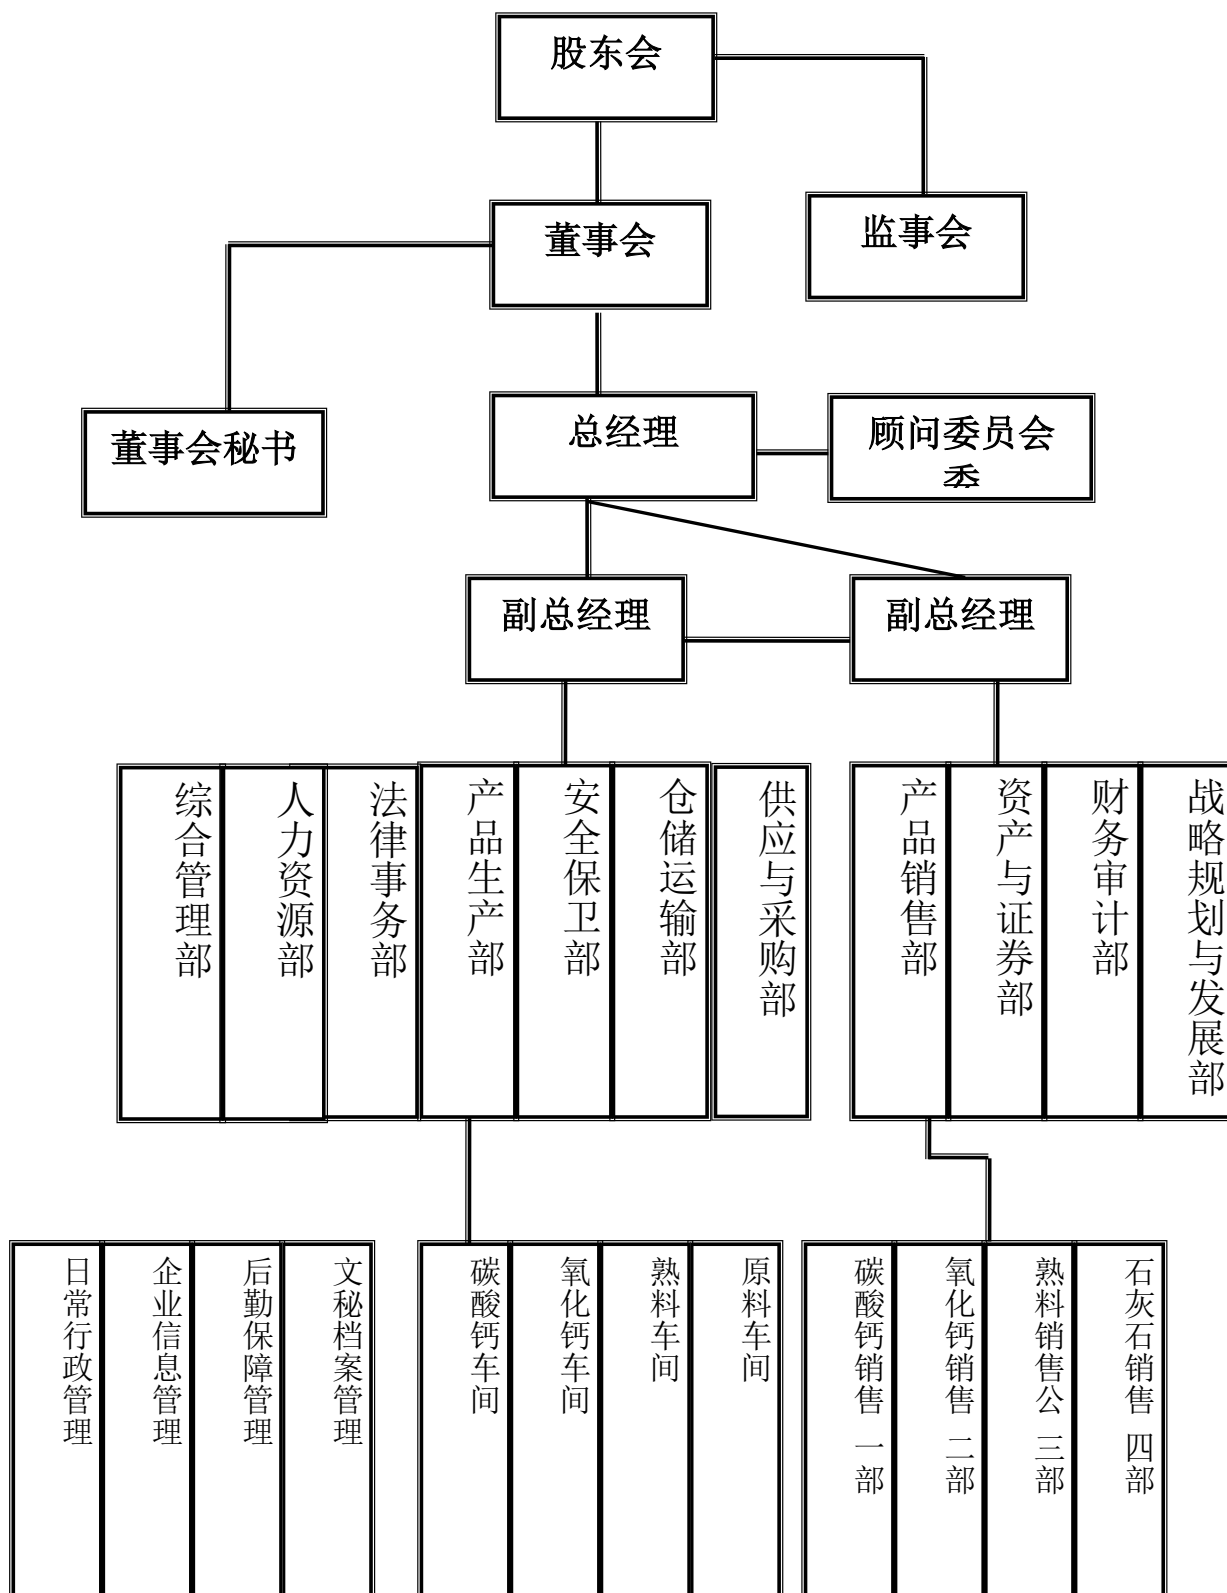 股东会
董事会
监事会
董事会秘书
总经理
顾问委员会
委
副总经理
副总经理
综合管理部
人力资源部
法律事务部
产品生产部
安全保卫部
仓储运输部
供应与采购部
产品销售部
资产与证券部
财务审计部
战略规划与发展部
日常行政管理
企业信息管理
后勤保障管理
文秘档案管理
碳酸钙车间
氧化钙车间
熟料车间
原料车间
碳酸钙销售 一部
氧化钙销售 二部
熟料销售公 三部
石灰石销售 四部